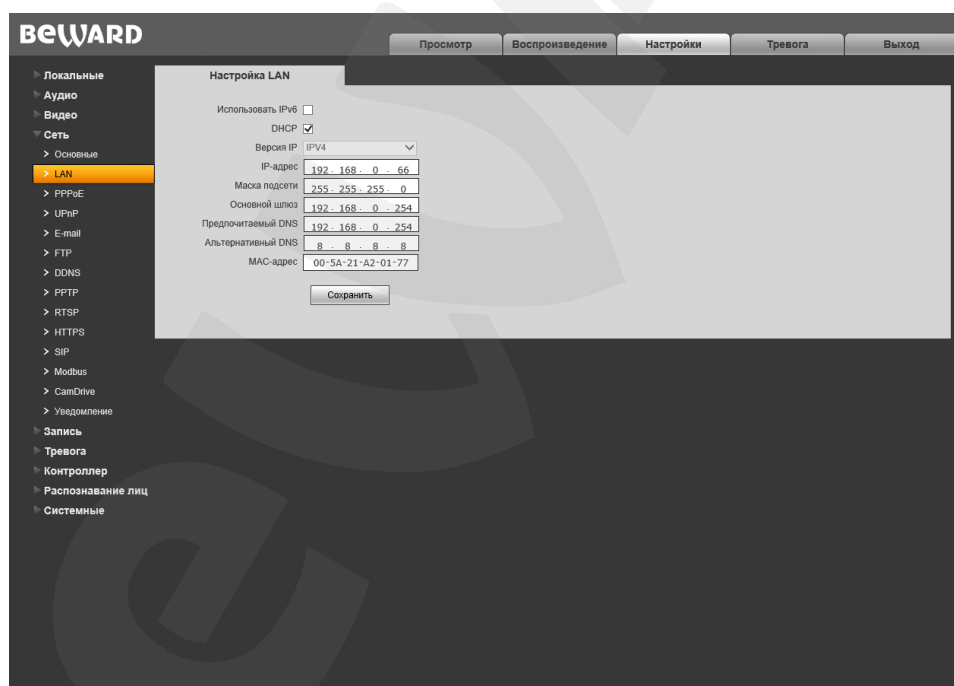 BEWARD
Просмотр
Воспроизведение
Настройки
Тревога
Выход
Локальные
Аудио
Видео
Сеть
Основные
LAN
PPPoE
UPnP
E-mail
FTP
DDNS
PPTP
RTSP
HTTPS
SIP
Modbus
CamDrive
Уведомление
Запись
Тревога
Контроллер
Распознавание лиц
Системные
Настройка LAN
Использовать IPv6
DHCP
Версия IP IPV4
IP-адрес 192 . 168 . 0 . 66
Маска подсети 255 . 255 . 255 . 0
Основной шлюз 192 . 168 . 0 . 254
Предпочитаемый DNS 192 . 168 . 0 . 254
Альтернативный DNS 8 . 8 . 8 . 8
MAC-адрес 00-5A-21-A2-01-77
Сохранить